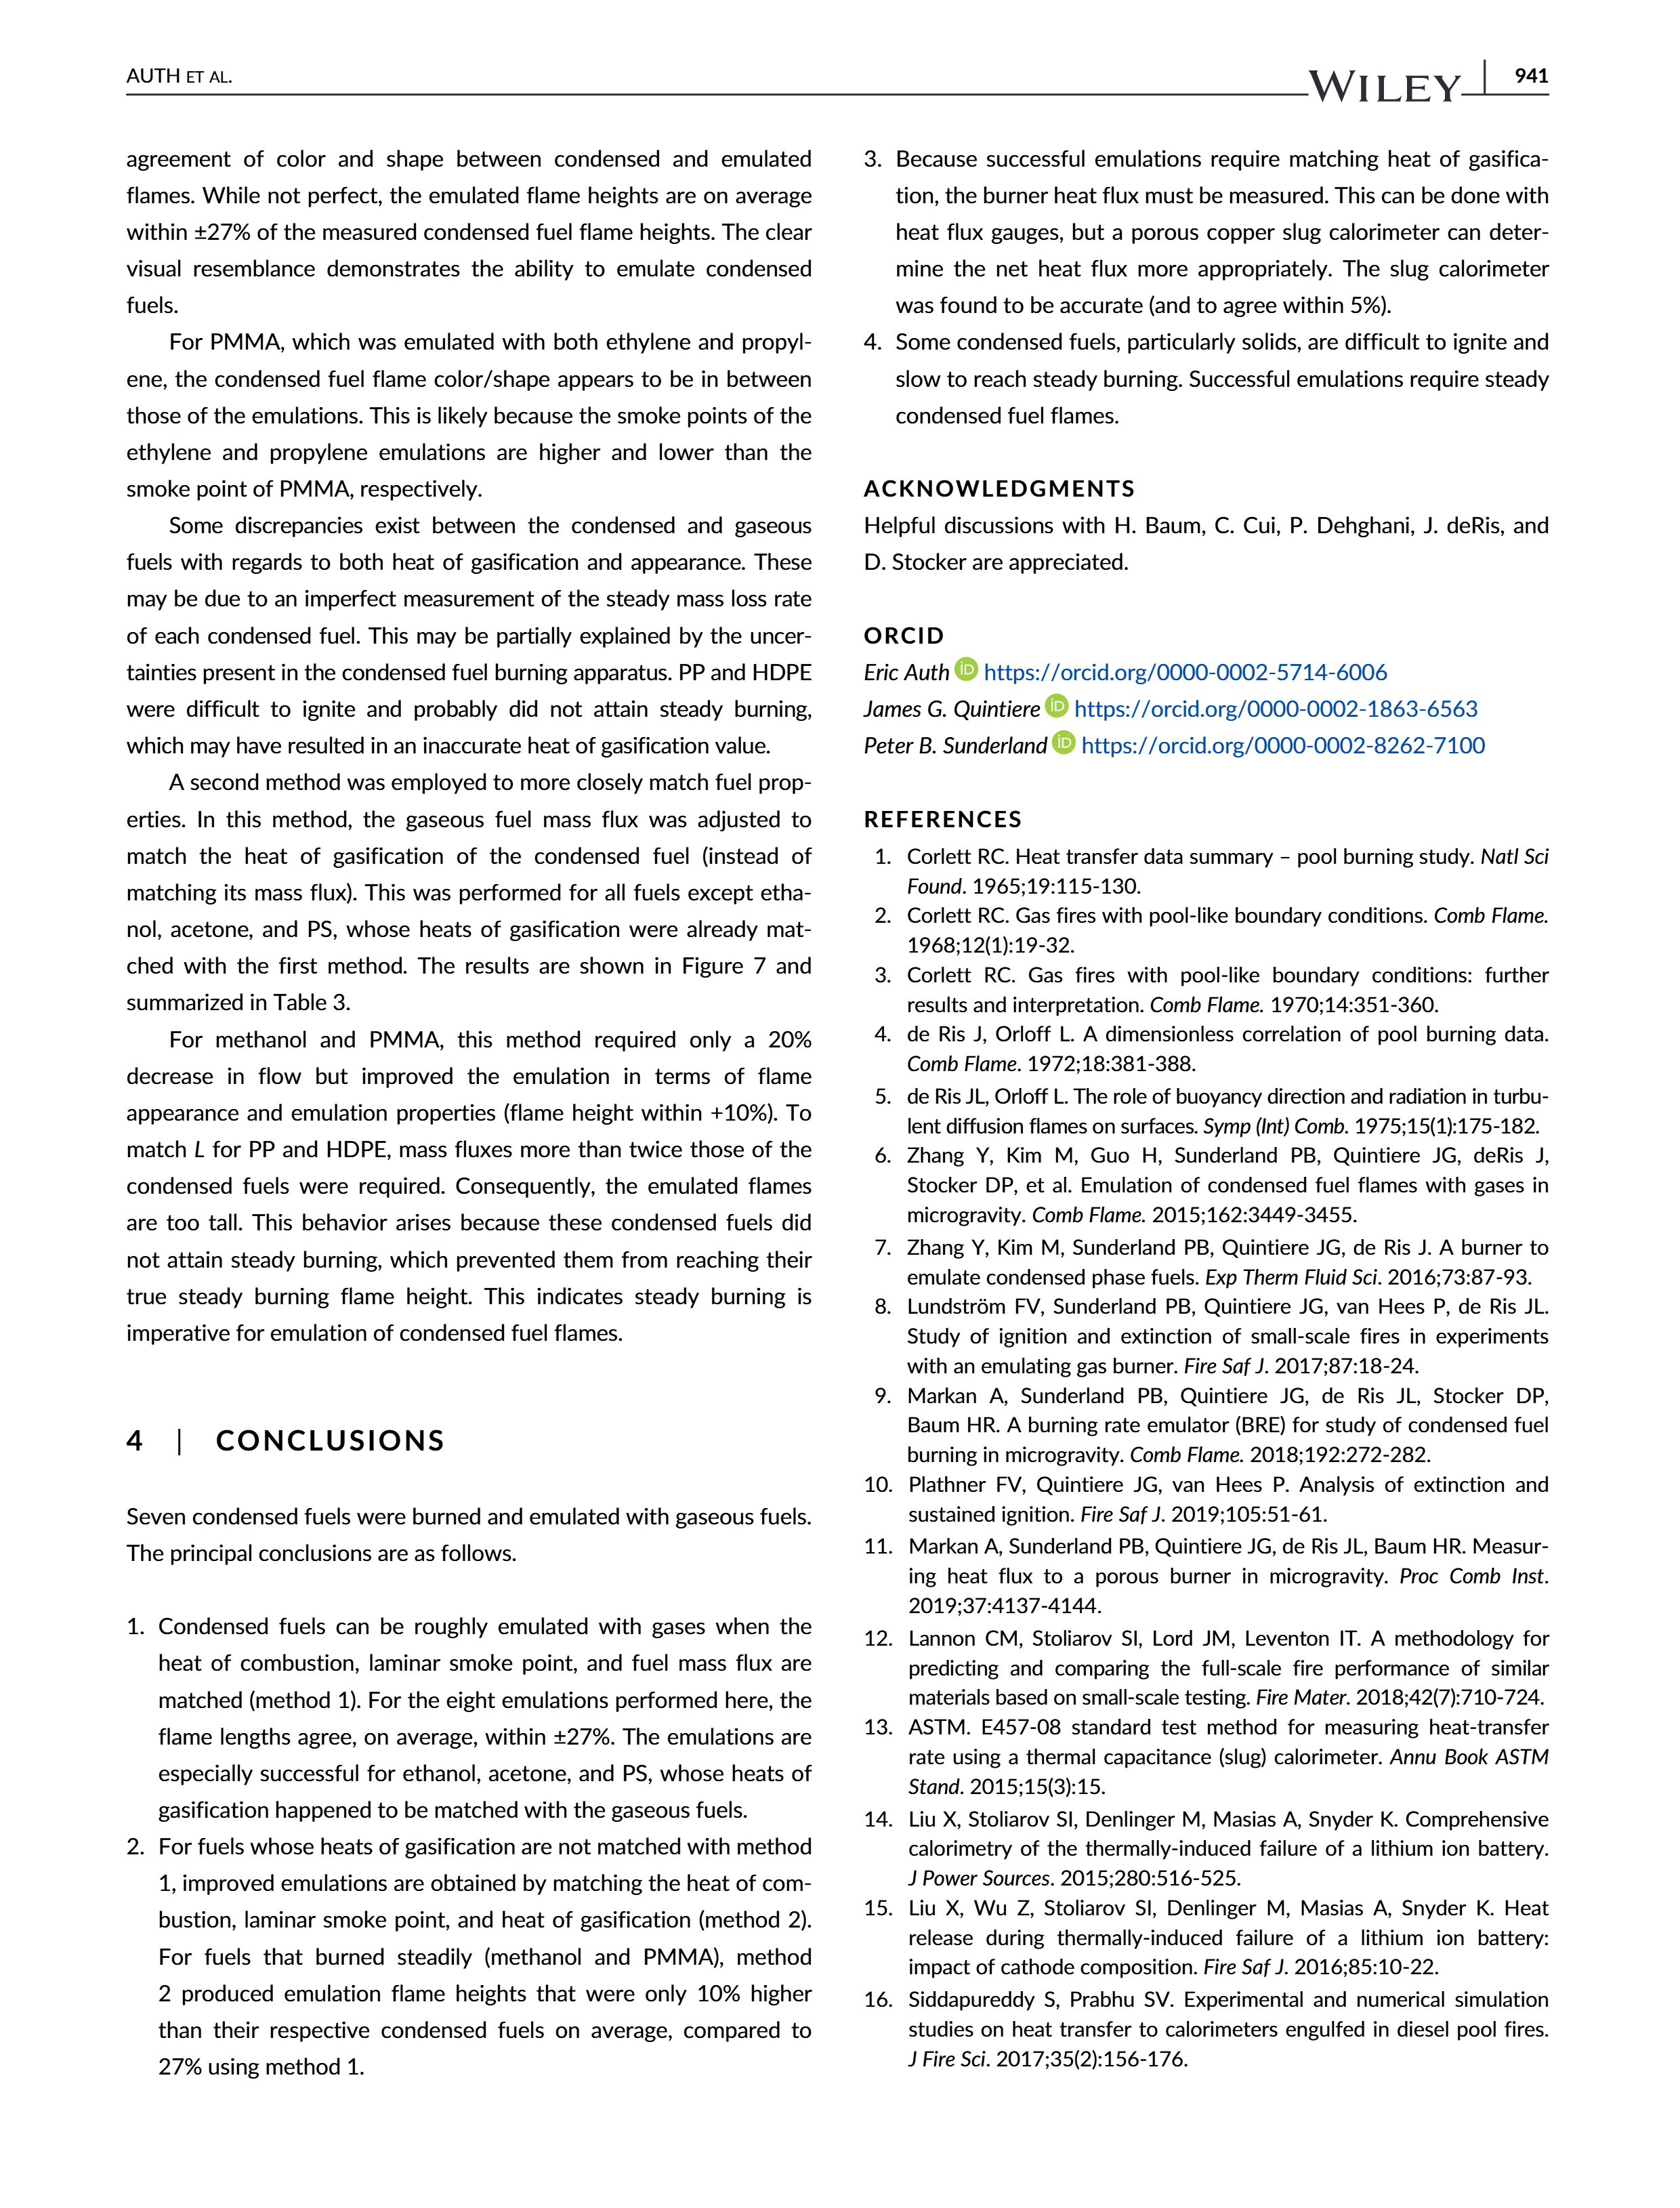 AUTH ET AL.
WILEY
941
agreement of color and shape between condensed and emulated
flames. While not perfect, the emulated flame heights are on average
within ±27% of the measured condensed fuel flame heights. The clear
visual resemblance demonstrates the ability to emulate condensed
fuels.
For PMMA, which was emulated with both ethylene and propyl-
ene, the condensed fuel flame color/shape appears to be in between
those of the emulations. This is likely because the smoke points of the
ethylene and propylene emulations are higher and lower than the
smoke point of PMMA, respectively.
Some discrepancies exist between the condensed and gaseous
fuels with regards to both heat of gasification and appearance. These
may be due to an imperfect measurement of the steady mass loss rate
of each condensed fuel. This may be partially explained by the uncer-
tainties present in the condensed fuel burning apparatus. PP and HDPE
were difficult to ignite and probably did not attain steady burning,
which may have resulted in an inaccurate heat of gasification value.
A second method was employed to more closely match fuel prop-
erties. In this method, the gaseous fuel mass flux was adjusted to
match the heat of gasification of the condensed fuel (instead of
matching its mass flux). This was performed for all fuels except etha-
nol, acetone, and PS, whose heats of gasification were already mat-
ched with the first method. The results are shown in Figure 7 and
summarized in Table 3.
For methanol and PMMA, this method required only a 20%
decrease in flow but improved the emulation in terms of flame
appearance and emulation properties (flame height within +10%). To
match L for PP and HDPE, mass fluxes more than twice those of the
condensed fuels were required. Consequently, the emulated flames
are too tall. This behavior arises because these condensed fuels did
not attain steady burning, which prevented them from reaching their
true steady burning flame height. This indicates steady burning is
imperative for emulation of condensed fuel flames.
4 | CONCLUSIONS
Seven condensed fuels were burned and emulated with gaseous fuels.
The principal conclusions are as follows.
1. Condensed fuels can be roughly emulated with gases when the
heat of combustion, laminar smoke point, and fuel mass flux are
matched (method 1). For the eight emulations performed here, the
flame lengths agree, on average, within ±27%. The emulations are
especially successful for ethanol, acetone, and PS, whose heats of
gasification happened to be matched with the gaseous fuels.
2. For fuels whose heats of gasification are not matched with method
1, improved emulations are obtained by matching the heat of com-
bustion, laminar smoke point, and heat of gasification (method 2).
For fuels that burned steadily (methanol and PMMA), method
2 produced emulation flame heights that were only 10% higher
than their respective condensed fuels on average, compared to
27% using method 1.
3. Because successful emulations require matching heat of gasifica-
tion, the burner heat flux must be measured. This can be done with
heat flux gauges, but a porous copper slug calorimeter can deter-
mine the net heat flux more appropriately. The slug calorimeter
was found to be accurate (and to agree within 5%).
4. Some condensed fuels, particularly solids, are difficult to ignite and
slow to reach steady burning. Successful emulations require steady
condensed fuel flames.
ACKNOWLEDGMENTS
Helpful discussions with H. Baum, C. Cui, P. Dehghani, J. deRis, and
D. Stocker are appreciated.
ORCID
Eric Auth iD https://orcid.org/0000-0002-5714-6006
James G. Quintiere iD https://orcid.org/0000-0002-1863-6563
Peter B. Sunderland iD https://orcid.org/0000-0002-8262-7100
REFERENCES
1. Corlett RC. Heat transfer data summary – pool burning study. Natl Sci
Found. 1965;19:115-130.
2. Corlett RC. Gas fires with pool-like boundary conditions. Comb Flame.
1968;12(1):19-32.
3. Corlett RC. Gas fires with pool-like boundary conditions: further
results and interpretation. Comb Flame. 1970;14:351-360.
4. de Ris J, Orloff L. A dimensionless correlation of pool burning data.
Comb Flame. 1972;18:381-388.
5. de Ris JL, Orloff L. The role of buoyancy direction and radiation in turbu-
lent diffusion flames on surfaces. Symp (Int) Comb. 1975;15(1):175-182.
6. Zhang Y, Kim M, Guo H, Sunderland PB, Quintiere JG, deRis J,
Stocker DP, et al. Emulation of condensed fuel flames with gases in
microgravity. Comb Flame. 2015;162:3449-3455.
7. Zhang Y, Kim M, Sunderland PB, Quintiere JG, de Ris J. A burner to
emulate condensed phase fuels. Exp Therm Fluid Sci. 2016;73:87-93.
8. Lundström FV, Sunderland PB, Quintiere JG, van Hees P, de Ris JL.
Study of ignition and extinction of small-scale fires in experiments
with an emulating gas burner. Fire Saf J. 2017;87:18-24.
9. Markan A, Sunderland PB, Quintiere JG, de Ris JL, Stocker DP,
Baum HR. A burning rate emulator (BRE) for study of condensed fuel
burning in microgravity. Comb Flame. 2018;192:272-282.
10. Plathner FV, Quintiere JG, van Hees P. Analysis of extinction and
sustained ignition. Fire Saf J. 2019;105:51-61.
11. Markan A, Sunderland PB, Quintiere JG, de Ris JL, Baum HR. Measur-
ing heat flux to a porous burner in microgravity. Proc Comb Inst.
2019;37:4137-4144.
12. Lannon CM, Stoliarov SI, Lord JM, Leventon IT. A methodology for
predicting and comparing the full-scale fire performance of similar
materials based on small-scale testing. Fire Mater. 2018;42(7):710-724.
13. ASTM. E457-08 standard test method for measuring heat-transfer
rate using a thermal capacitance (slug) calorimeter. Annu Book ASTM
Stand. 2015;15(3):15.
14. Liu X, Stoliarov SI, Denlinger M, Masias A, Snyder K. Comprehensive
calorimetry of the thermally-induced failure of a lithium ion battery.
J Power Sources. 2015;280:516-525.
15. Liu X, Wu Z, Stoliarov SI, Denlinger M, Masias A, Snyder K. Heat
release during thermally-induced failure of a lithium ion battery:
impact of cathode composition. Fire Saf J. 2016;85:10-22.
16. Siddapureddy S, Prabhu SV. Experimental and numerical simulation
studies on heat transfer to calorimeters engulfed in diesel pool fires.
J Fire Sci. 2017;35(2):156-176.